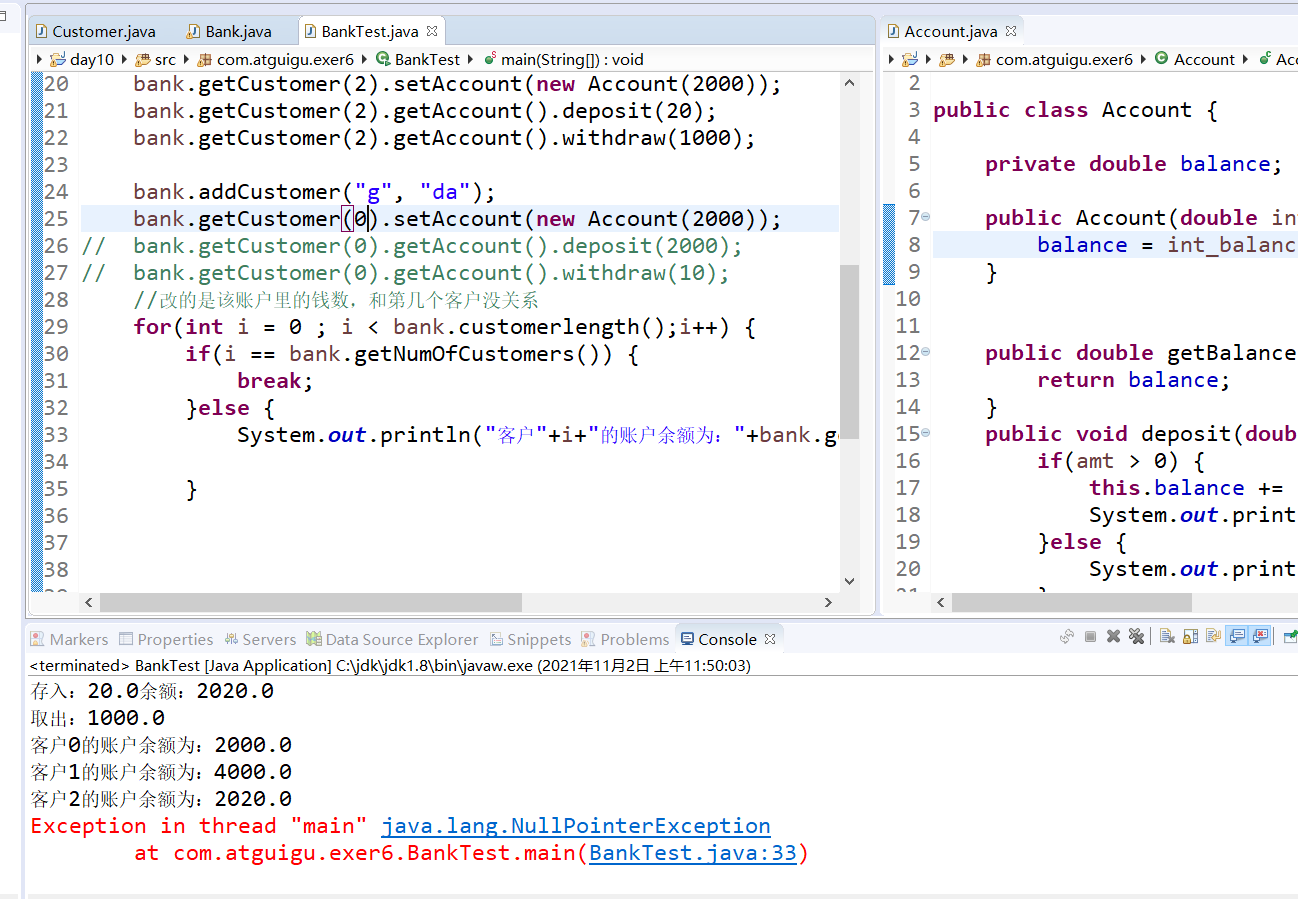 Customer.java Bank.java BankTest.java
day10 src com.atguigu.exer6 BankTest main(String[]) : void
20 bank.getCustomer(2).setAccount(new Account(2000));
21 bank.getCustomer(2).getAccount().deposit(20);
22 bank.getCustomer(2).getAccount().withdraw(1000);
23
24 bank.addCustomer("g", "da");
25 bank.getCustomer(0).setAccount(new Account(2000));
26 // bank.getCustomer(0).getAccount().deposit(2000);
27 // bank.getCustomer(0).getAccount().withdraw(10);
28 //改的是该账户里的钱数，和第几个客户没关系
29 for(int i = 0 ; i < bank.customerlength();i++) {
30 if(i == bank.getNumOfCustomers()) {
31 break;
32 }else {
33 System.out.println("客户"+i+"的账户余额为："+bank.g
34
35 }
36
37
38
Account.java
com.atguigu.exer6 Account Acc
2
3 public class Account {
4
5 private double balance;
6
7 public Account(double in
8 balance = int_balanc
9 }
10
11
12 public double getBalance
13 return balance;
14 }
15 public void deposit(doub
16 if(amt > 0) {
17 this.balance +=
18 System.out.print
19 }else {
20 System.out.print
21 }
Markers Properties Servers Data Source Explorer Snippets Problems Console
<terminated> BankTest [Java Application] C:\jdk\jdk1.8\bin\javaw.exe (2021年11月2日 上午11:50:03)
存入：20.0余额：2020.0
取出：1000.0
客户0的账户余额为：2000.0
客户1的账户余额为：4000.0
客户2的账户余额为：2020.0
Exception in thread "main" java.lang.NullPointerException
at com.atguigu.exer6.BankTest.main(BankTest.java:33)